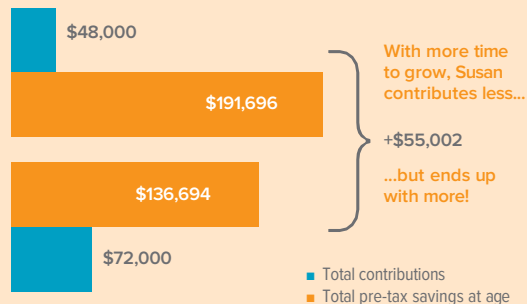 $48,000
$191,696
With more time
to grow, Susan
contributes less...
+$55,002
...but ends up
with more!
$136,694
$72,000
Total contributions
Total pre-tax savings at age